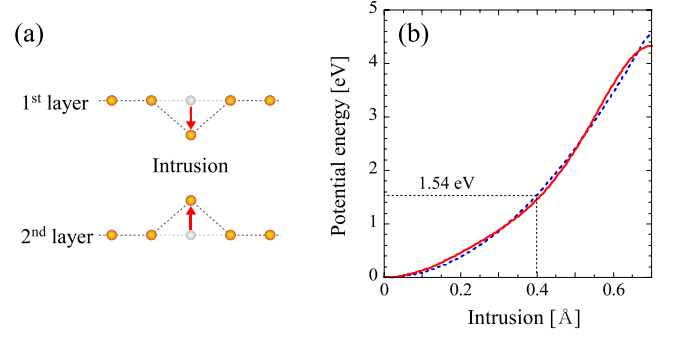 (a)
1st layer
Intrusion
2nd layer
(b)
Potential energy [eV]
5
4
3
2
1
0
1.54 eV
0
0.2
0.4
0.6
Intrusion [Å]